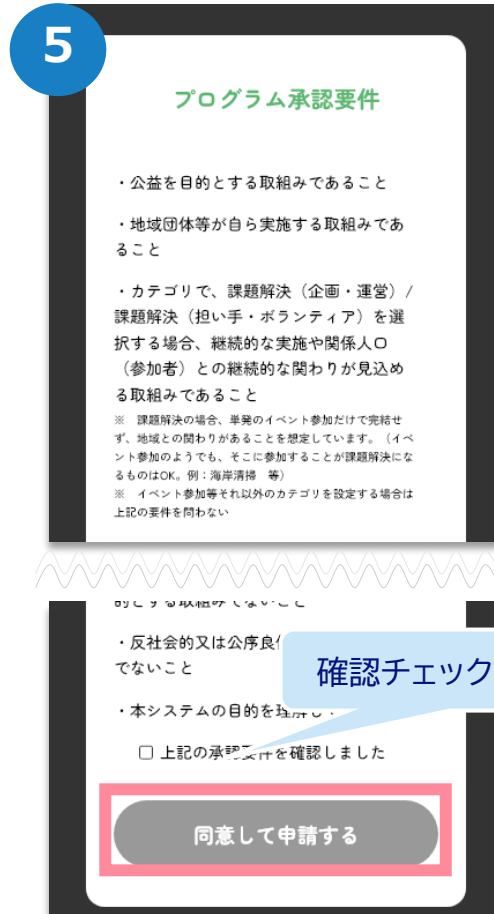 5
プログラム承認要件
・公益を目的とする取組みであること
・地域団体等が自ら実施する取組みであ
ること
・カテゴリで、課題解決（企画・運営）/
課題解決（担い手・ボランティア）を選
択する場合、継続的な実施や関係人口
（参加者）との継続的な関わりが見込め
る取組みであること
※　課題解決の場合、単発のイベント参加だけで完結せ
ず、地域との関わりがあることを想定しています。（イベ
ント参加のようでも、そこに参加することが課題解決にな
るものはOK。例：海岸清掃　等）
※　イベント参加等それ以外のカテゴリを設定する場合は
上記の要件を問わない
的とする取組みでないこと
・反社会的又は公序良
でないこと
確認チェック
・本システムの目的を理解し
上記の承認要件を確認しました
同意して申請する